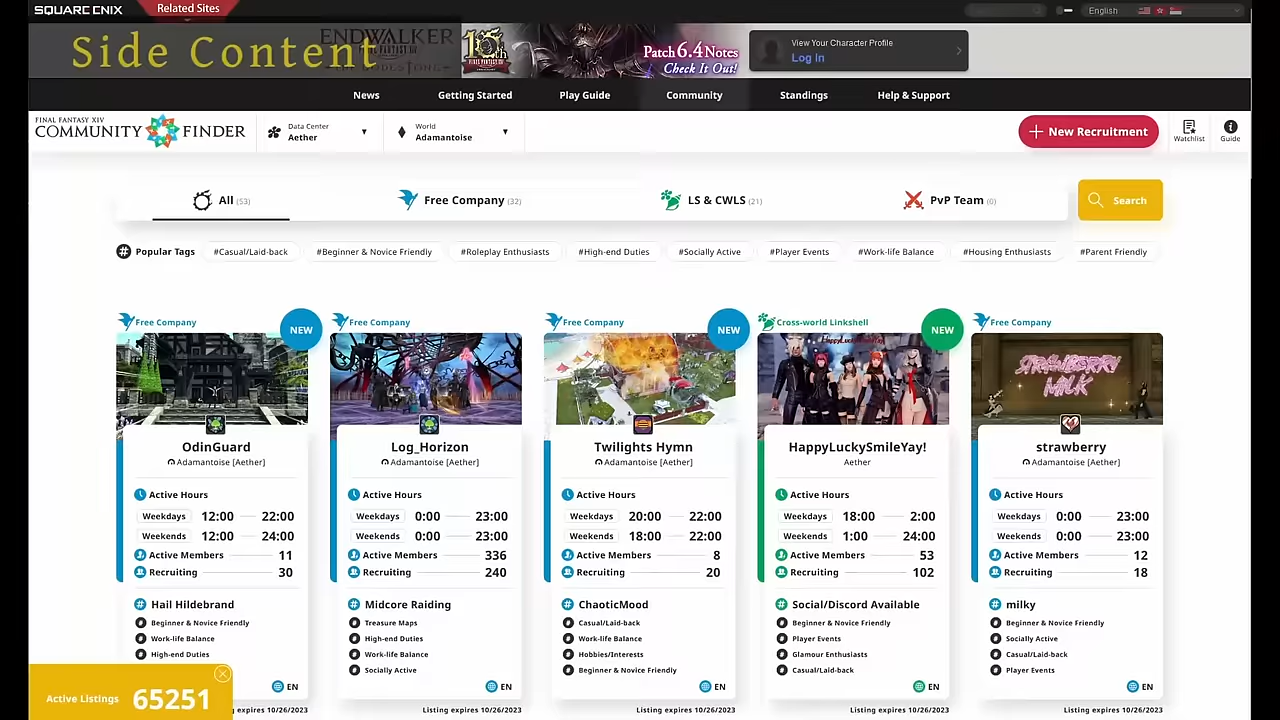 SQUARE ENIX
Related Sites
English
Side Content
ENDWALKER
FINAL FANTASY XIV
Patch 6.4 Notes
Check It Out!
View Your Character Profile
Log In
News
Getting Started
Play Guide
Community
Standings
Help & Support
FINAL FANTASY XIV
COMMUNITY FINDER
Data Center
Aether
World
Adamantoise
New Recruitment
Watchlist
Guide
All (53)
Free Company (32)
LS & CWLS (21)
PvP Team (0)
Search
Popular Tags
#Casual/Laid-back
#Beginner & Novice Friendly
#Roleplay Enthusiasts
#High-end Duties
#Socially Active
#Player Events
#Work-life Balance
#Housing Enthusiasts
#Parent Friendly
Free Company
NEW
OdinGuard
Adamantoise [Aether]
Active Hours
Weekdays 12:00 22:00
Weekends 12:00 24:00
Active Members 11
Recruiting 30
Hail Hildebrand
Beginner & Novice Friendly
Work-life Balance
High-end Duties
EN
g expires 10/26/2023
Free Company
Log_Horizon
Adamantoise [Aether]
Active Hours
Weekdays 0:00 23:00
Weekends 0:00 23:00
Active Members 336
Recruiting 240
Midcore Raiding
Treasure Maps
High-end Duties
Work-life Balance
Socially Active
EN
Listing expires 10/26/2023
Free Company
NEW
Twilights Hymn
Adamantoise [Aether]
Active Hours
Weekdays 20:00 22:00
Weekends 18:00 22:00
Active Members 8
Recruiting 20
ChaoticMood
Casual/Laid-back
Work-life Balance
Hobbies/Interests
Beginner & Novice Friendly
EN
Listing expires 10/26/2023
Cross-world Linkshell
NEW
HappyLuckySmileYay!
HappyLuckySmileYay!
Aether
Active Hours
Weekdays 18:00 2:00
Weekends 1:00 24:00
Active Members 53
Recruiting 102
Social/Discord Available
Beginner & Novice Friendly
Player Events
Glamour Enthusiasts
Casual/Laid-back
EN
Listing expires 10/26/2023
Free Company
STRAWBERRY
MILK
strawberry
Adamantoise [Aether]
Active Hours
Weekdays 0:00 23:00
Weekends 0:00 23:00
Active Members 12
Recruiting 18
milky
Beginner & Novice Friendly
Socially Active
Casual/Laid-back
Player Events
EN
Listing expires 10/26/2023
Active Listings 65251